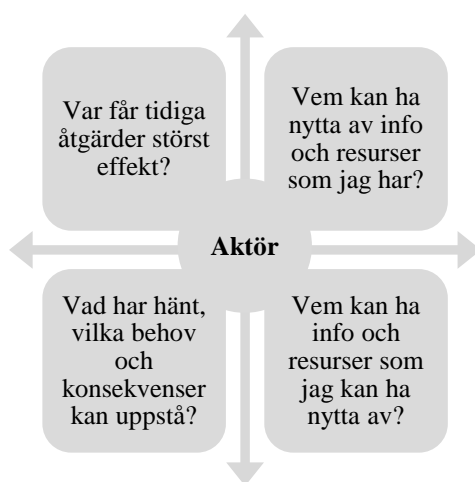 Var får tidiga
åtgärder störst
effekt?
Vem kan ha
nytta av info
och resurser
som jag har?
Aktör
Vad har hänt,
vilka behov
och
konsekvenser
kan uppstå?
Vem kan ha
info och
resurser som
jag kan ha
nytta av?